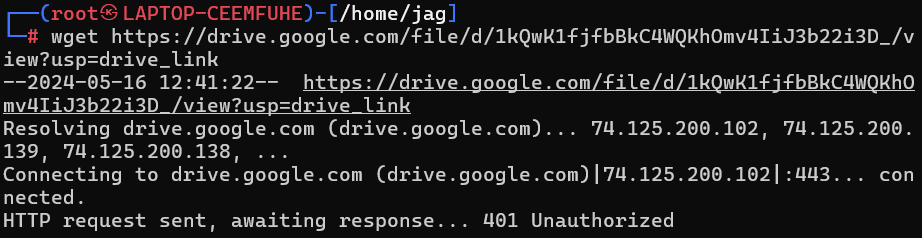 ┌──(root㉿LAPTOP-CEEMFUHE)-[/home/jag]
└─# wget https://drive.google.com/file/d/1kQwK1fjfbBkC4WQKhOmv4IiJ3b22i3D_/v
iew?usp=drive_link
--2024-05-16 12:41:22--  https://drive.google.com/file/d/1kQwK1fjfbBkC4WQKhO
mv4IiJ3b22i3D_/view?usp=drive_link
Resolving drive.google.com (drive.google.com)... 74.125.200.102, 74.125.200.
139, 74.125.200.138, ...
Connecting to drive.google.com (drive.google.com)|74.125.200.102|:443... con
nected.
HTTP request sent, awaiting response... 401 Unauthorized